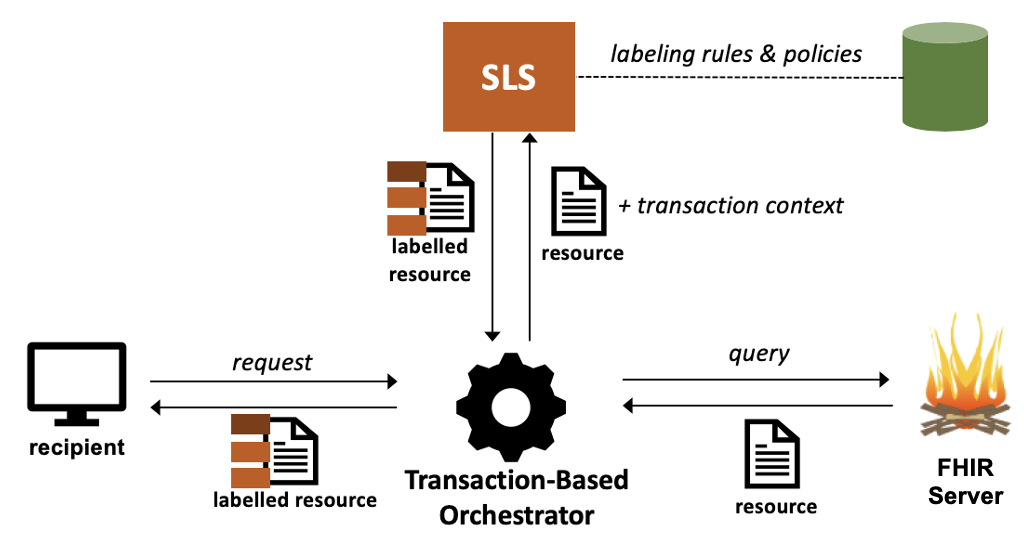 SLS
labeling rules & policies
labelled
resource
resource
+ transaction context
recipient
request
labelled resource
Transaction-Based
Orchestrator
query
resource
FHIR
Server